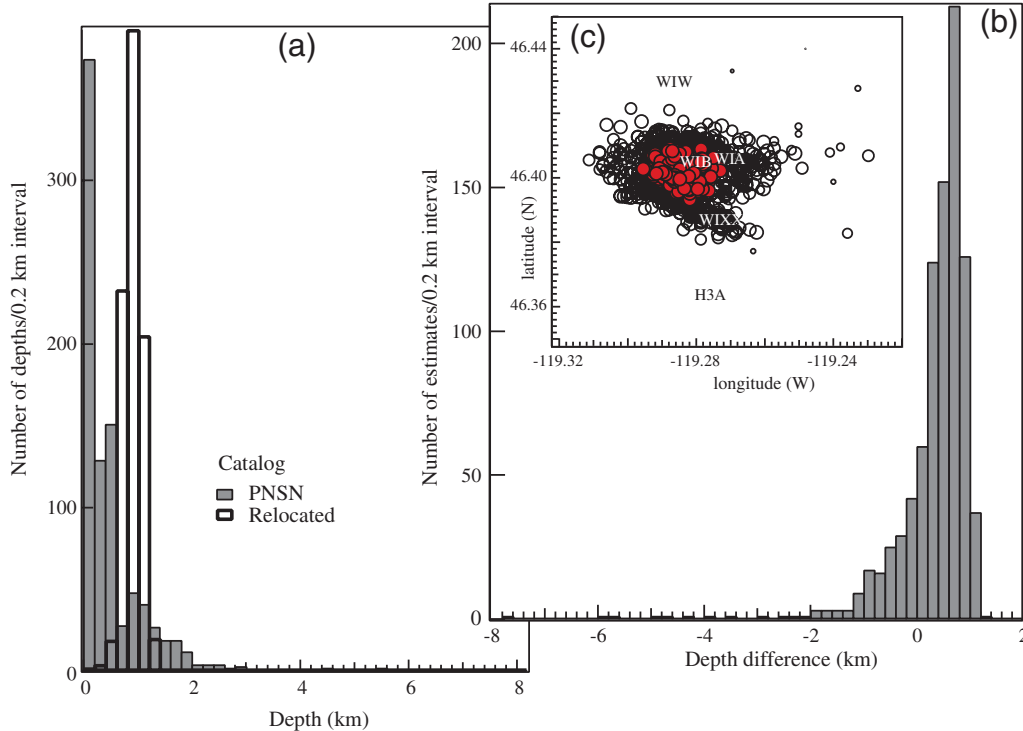 (a)
300
200
100
0
0
2
4
6
8
Number of depths/0.2 km interval
Depth (km)
Catalog
PNSN
Relocated
(b)
200
150
100
50
0
-8
-6
-4
-2
0
2
Number of estimates/0.2 km interval
Depth difference (km)
(c)
46.44
46.40
46.36
-119.32
-119.28
-119.24
latitude (N)
longitude (W)
WIW
WIB
WIA
WIXX
H3A